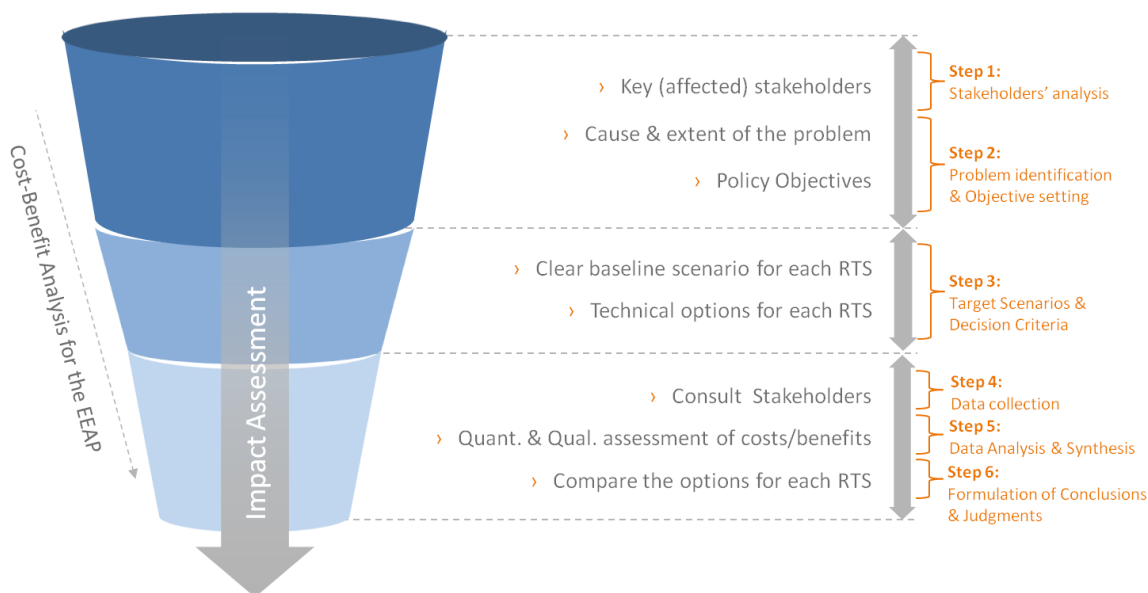 Cost-Benefit Analysis for the EEAP
Impact Assessment
› Key (affected) stakeholders
› Cause & extent of the problem
› Policy Objectives
› Clear baseline scenario for each RTS
› Technical options for each RTS
› Consult Stakeholders
› Quant. & Qual. assessment of costs/benefits
› Compare the options for each RTS
Step 1:
Stakeholders' analysis
Step 2:
Problem identification
& Objective setting
Step 3:
Target Scenarios &
Decision Criteria
Step 4:
Data collection
Step 5:
Data Analysis & Synthesis
Step 6:
Formulation of Conclusions
& Judgments